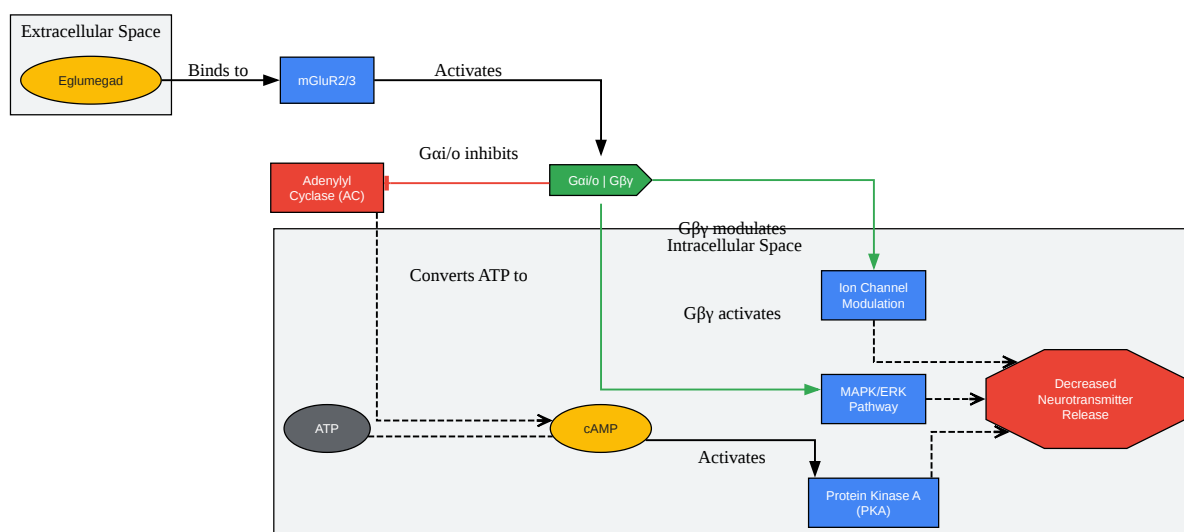 Extracellular Space
Eglumegad
Binds to
mGluR2/3
Activates
Gαi/o inhibits
Adenylyl
Cyclase (AC)
Gαi/o | Gβγ
Gβγ modulates
Intracellular Space
Converts ATP to
Ion Channel
Modulation
Gβγ activates
MAPK/ERK
Pathway
Decreased
Neurotransmitter
Release
ATP
cAMP
Activates
Protein Kinase A
(PKA)